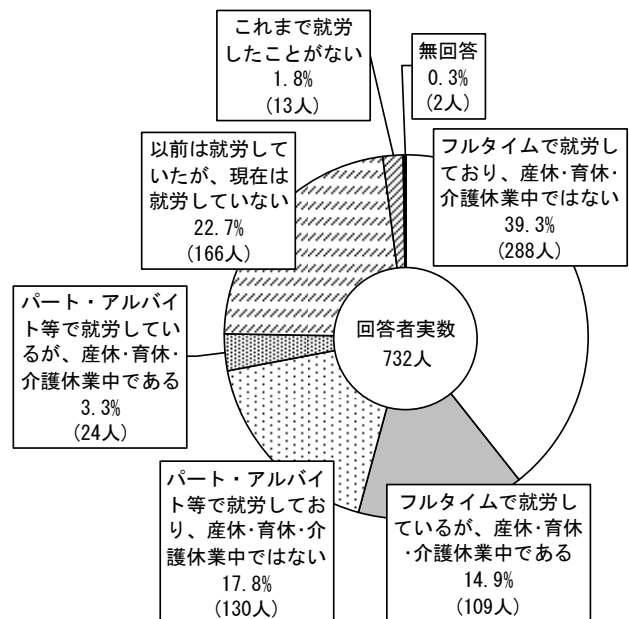 これまで就労
したことがない
1.8%
(13人)
無回答
0.3%
(2人)
フルタイムで就労し
ており、産休・育休・
介護休業中ではない
39.3%
(288人)
以前は就労して
いたが、現在は
就労していない
22.7%
(166人)
回答者実数
732人
パート・アルバイ
ト等で就労してい
るが、産休・育休・
介護休業中である
3.3%
(24人)
パート・アルバイ
ト等で就労してお
り、産休・育休・介
護休業中ではない
17.8%
(130人)
フルタイムで就労し
ているが、産休・育休
・介護休業中である
14.9%
(109人)